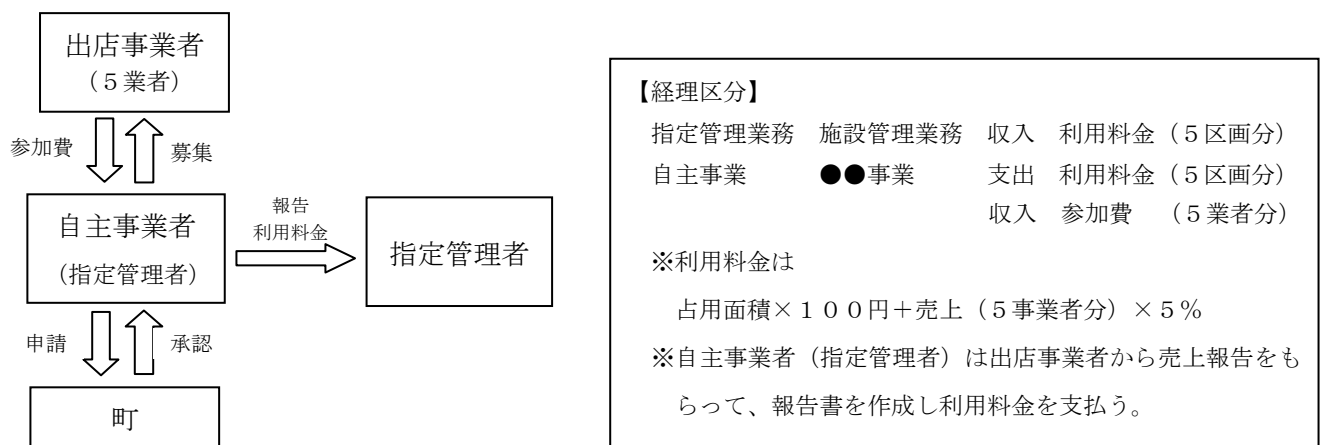 出店事業者
（５業者）
参加費
募集
自主事業者
（指定管理者）
報告
利用料金
指定管理者
申請
承認
町
【経理区分】
指定管理業務　施設管理業務　収入　利用料金（５区画分）
自主事業　●●事業　支出　利用料金（５区画分）
収入　参加費　（５業者分）
※利用料金は
占用面積×１００円＋売上（５事業者分）×５％
※自主事業者（指定管理者）は出店事業者から売上報告をも
らって、報告書を作成し利用料金を支払う。